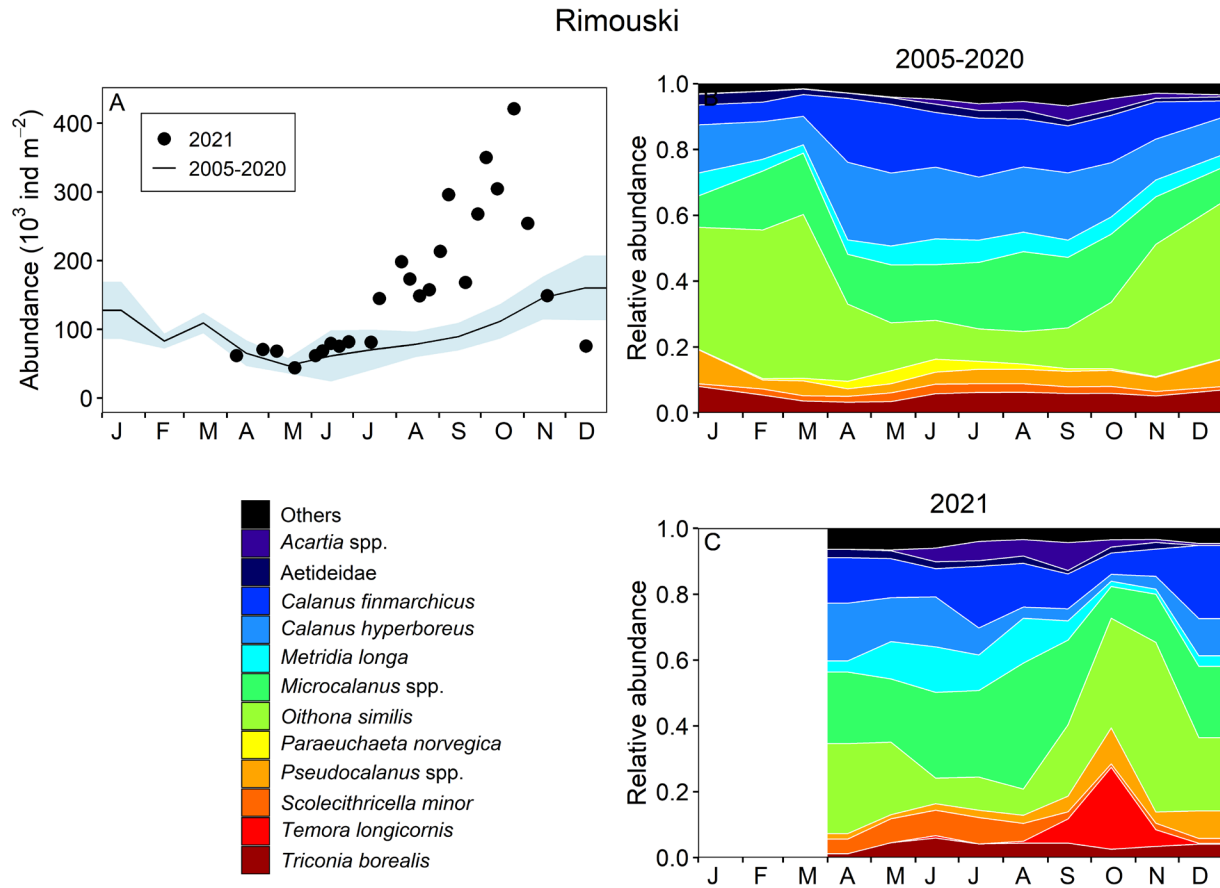 Rimouski
A
2021
2005-2020
400
300
200
100
0
Abundance (10³ ind m⁻²)
J F M A M J J A S O N D
2005-2020
B
1.0
0.8
0.6
0.4
0.2
0.0
Relative abundance
J F M A M J J A S O N D
Others
Acartia spp.
Aetideidae
Calanus finmarchicus
Calanus hyperboreus
Metridia longa
Microcalanus spp.
Oithona similis
Paraeuchaeta norvegica
Pseudocalanus spp.
Scolecithricella minor
Temora longicornis
Triconia borealis
2021
C
1.0
0.8
0.6
0.4
0.2
0.0
Relative abundance
J F M A M J J A S O N D